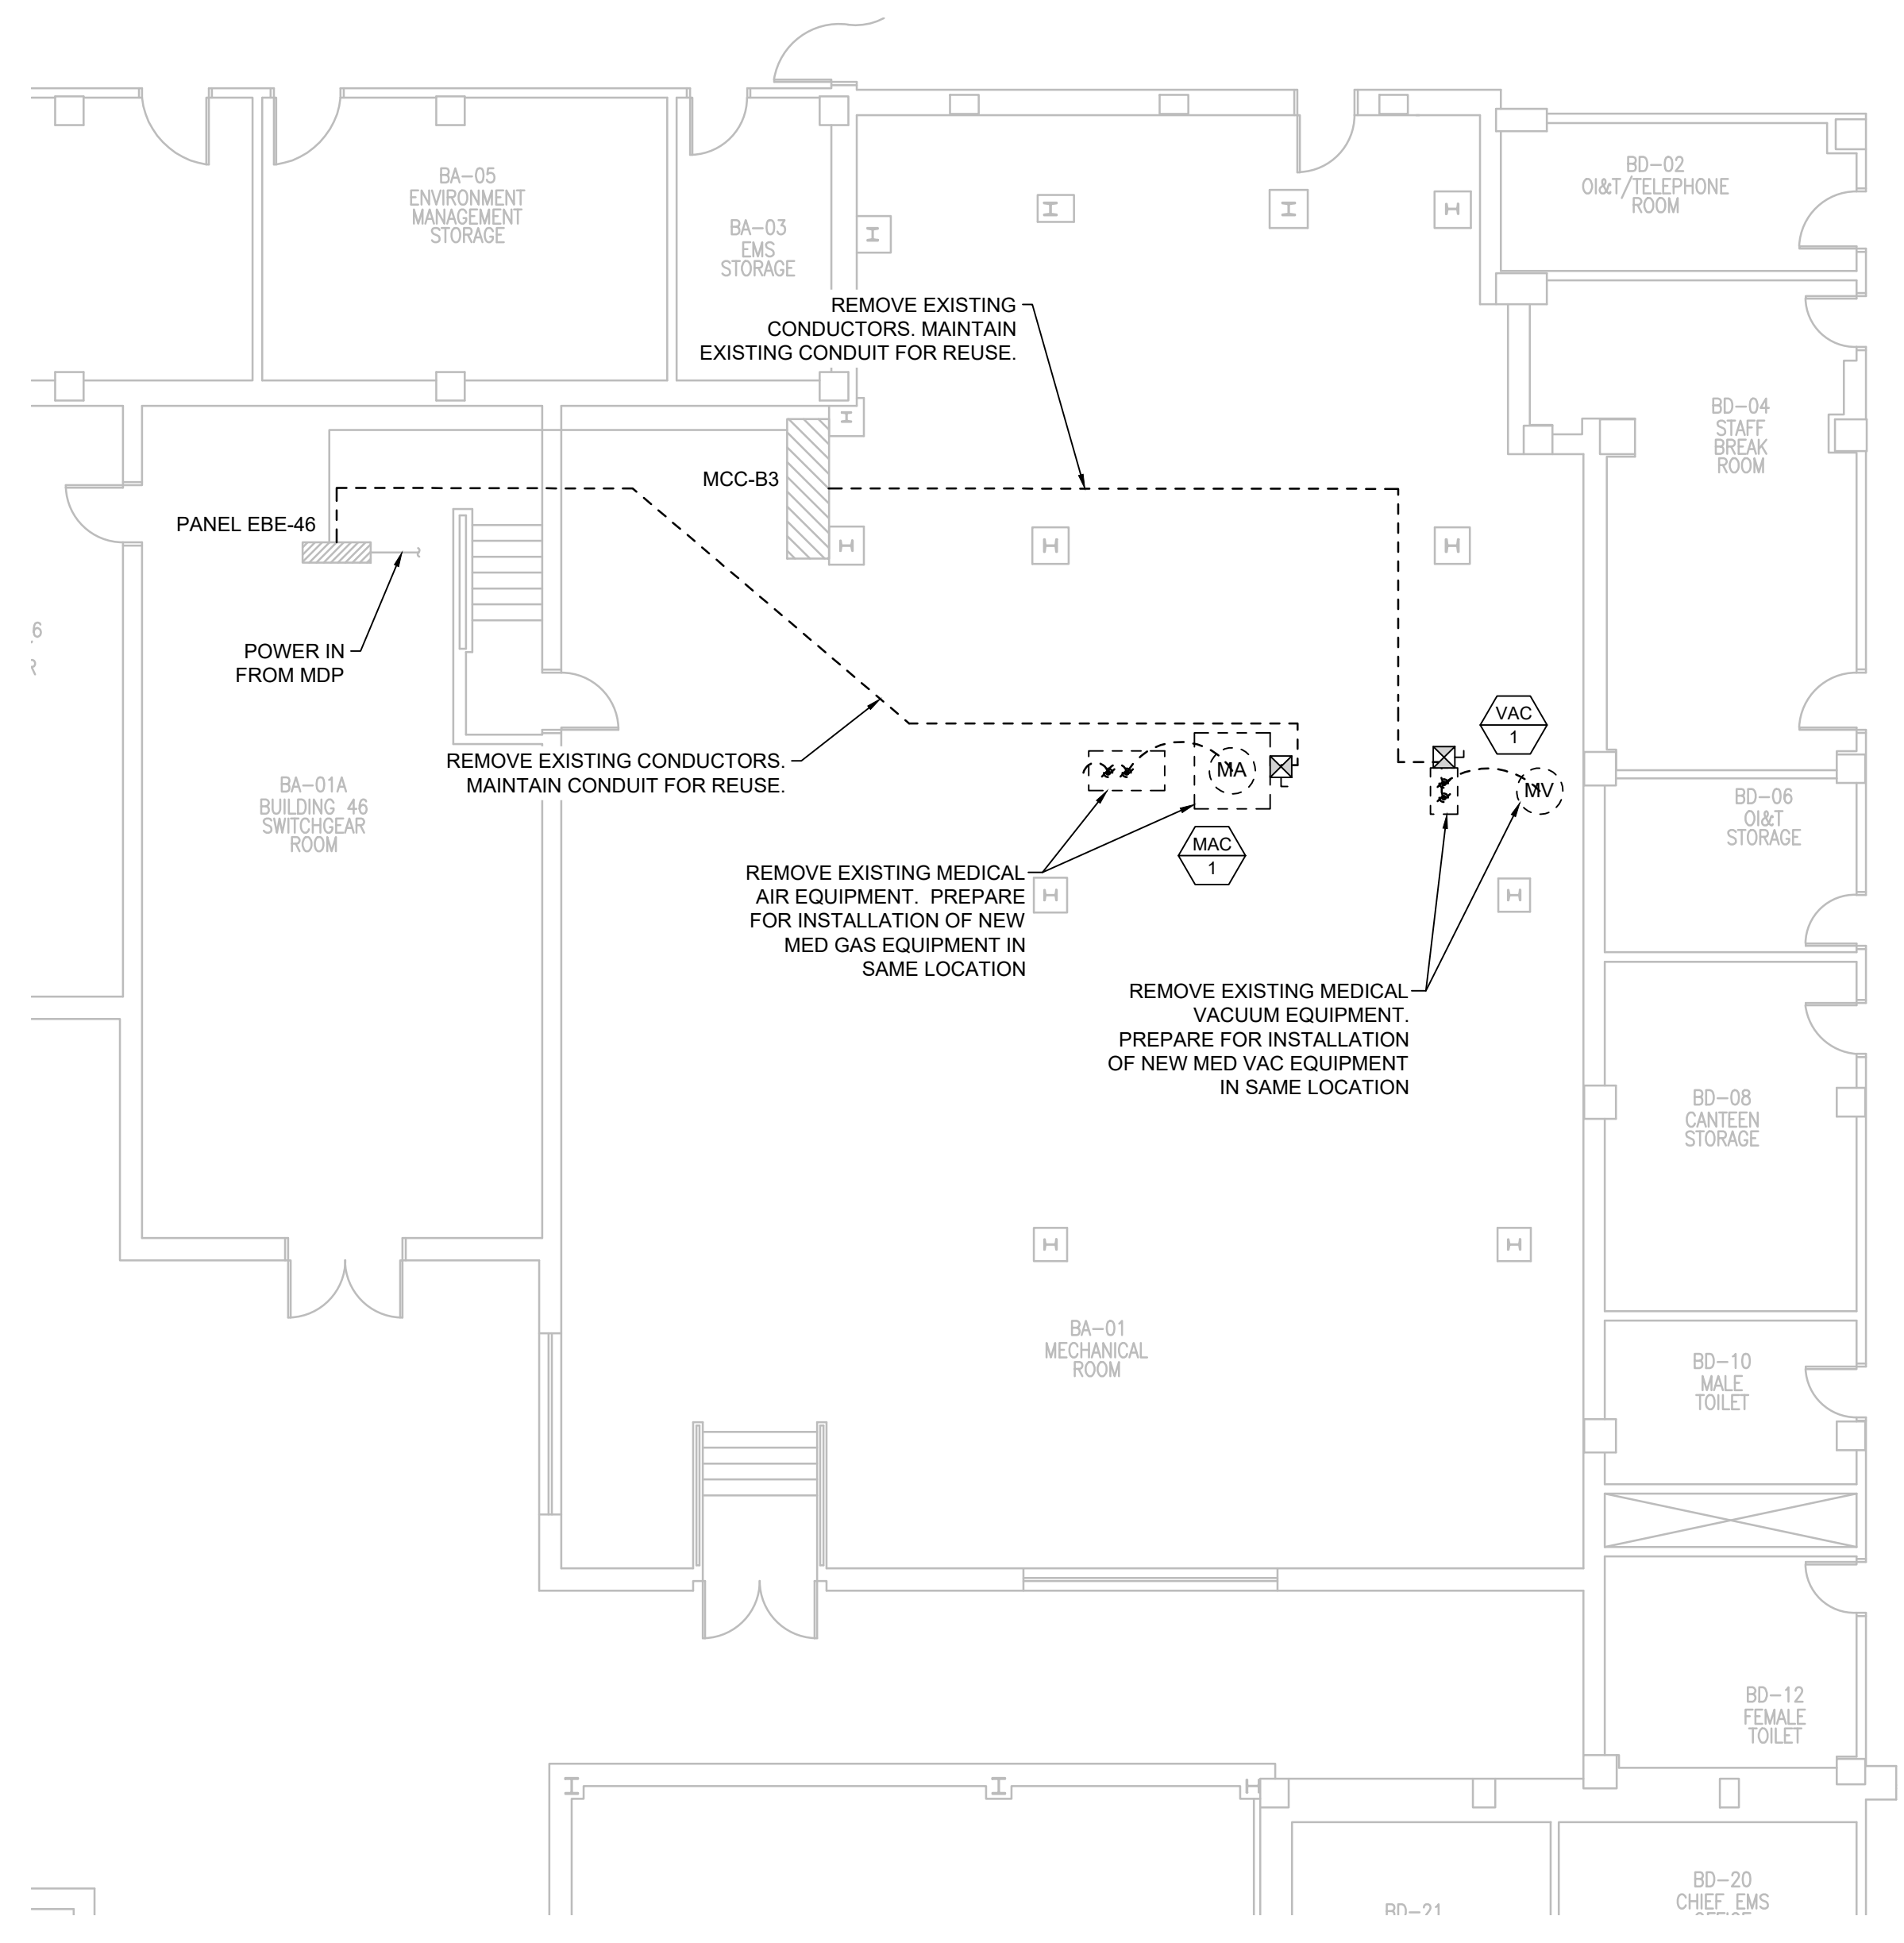 BD-02
OI&T/TELEPHONE
ROOM
BA-05
ENVIRONMENT
MANAGEMENT
STORAGE
BA-03
EMS
STORAGE
REMOVE EXISTING
CONDUCTORS. MAINTAIN
EXISTING CONDUIT FOR REUSE.
BD-04
STAFF
BREAK
ROOM
MCC-B3
PANEL EBE-46
POWER IN
FROM MDP
6
R
VAC
1
REMOVE EXISTING CONDUCTORS.
MAINTAIN CONDUIT FOR REUSE.
MA
MV
BA-01A
BUILDING 46
SWITCHGEAR
ROOM
BD-06
OI&T
STORAGE
MAC
1
REMOVE EXISTING MEDICAL
AIR EQUIPMENT. PREPARE
FOR INSTALLATION OF NEW
MED GAS EQUIPMENT IN
SAME LOCATION
REMOVE EXISTING MEDICAL
VACUUM EQUIPMENT.
PREPARE FOR INSTALLATION
OF NEW MED VAC EQUIPMENT
IN SAME LOCATION
BD-08
CANTEEN
STORAGE
BA-01
MECHANICAL
ROOM
BD-10
MALE
TOILET
BD-12
FEMALE
TOILET
BD-20
CHIEF EMS
OFFICE
BD-21